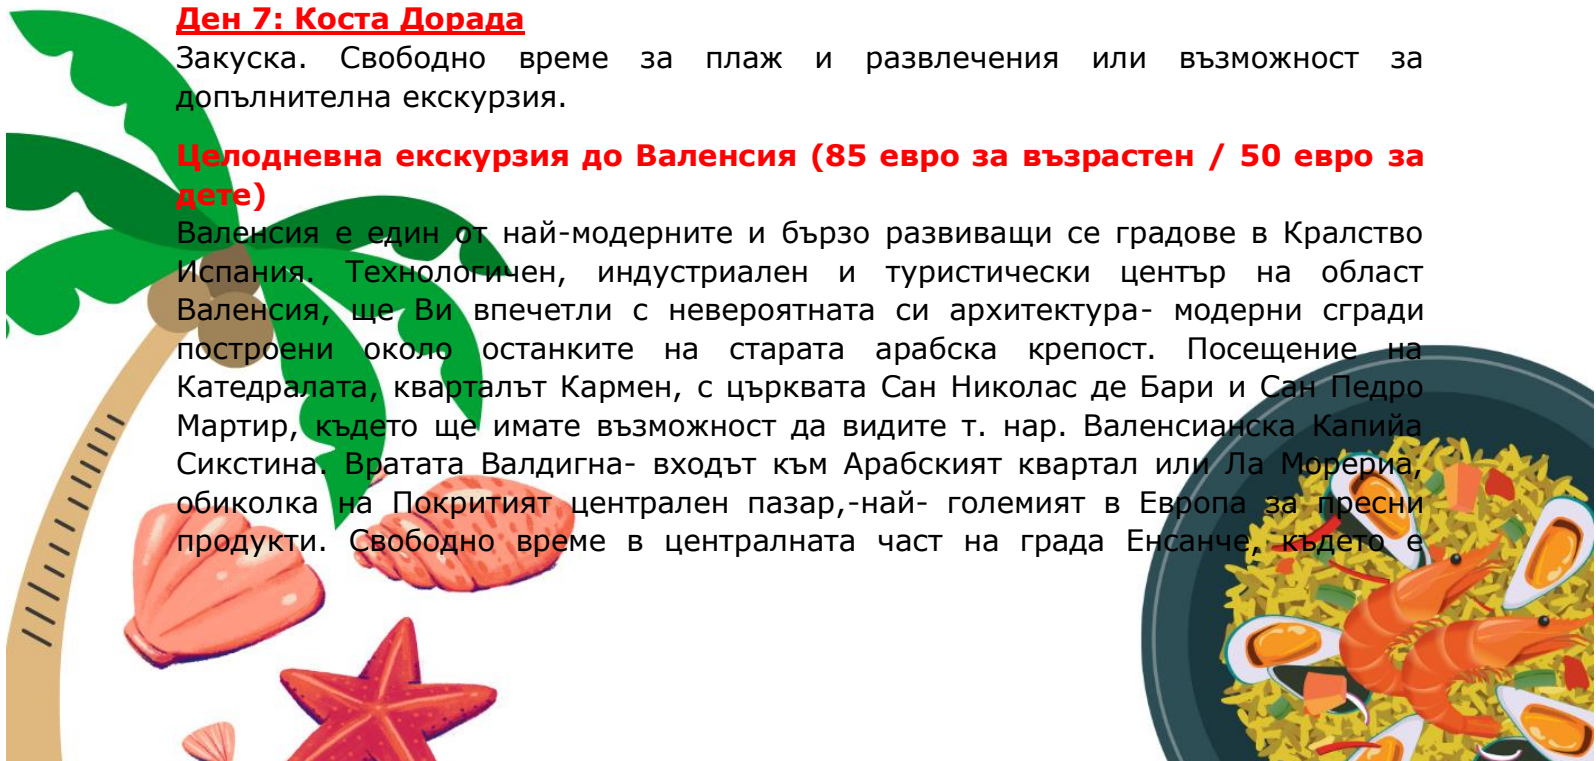 Ден 7: Коста Дорада
Закуска. Свободно време за плаж и развлечения или възможност за
допълнителна екскурзия.
Целодневна екскурзия до Валенсия (85 евро за възрастен / 50 евро за
дете)
Валенсия е един от най-модерните и бързо развиващи се градове в Кралство
Испания. Технологичен, индустриален и туристически център на област
Валенсия, ще Ви впечетли с невероятната си архитектура- модерни сгради
построени около останките на старата арабска крепост. Посещение на
Катедралата, кварталът Кармен, с църквата Сан Николас де Бари и Сан Педро
Мартир, където ще имате възможност да видите т. нар. Валенсианска Капийа
Сикстина. Вратата Валдигна- входът към Арабският квартал или Ла Морериа,
обиколка на Покритият централен пазар,-най- големият в Европа за пресни
продукти. Свободно време в централната част на града Енсанче, където е